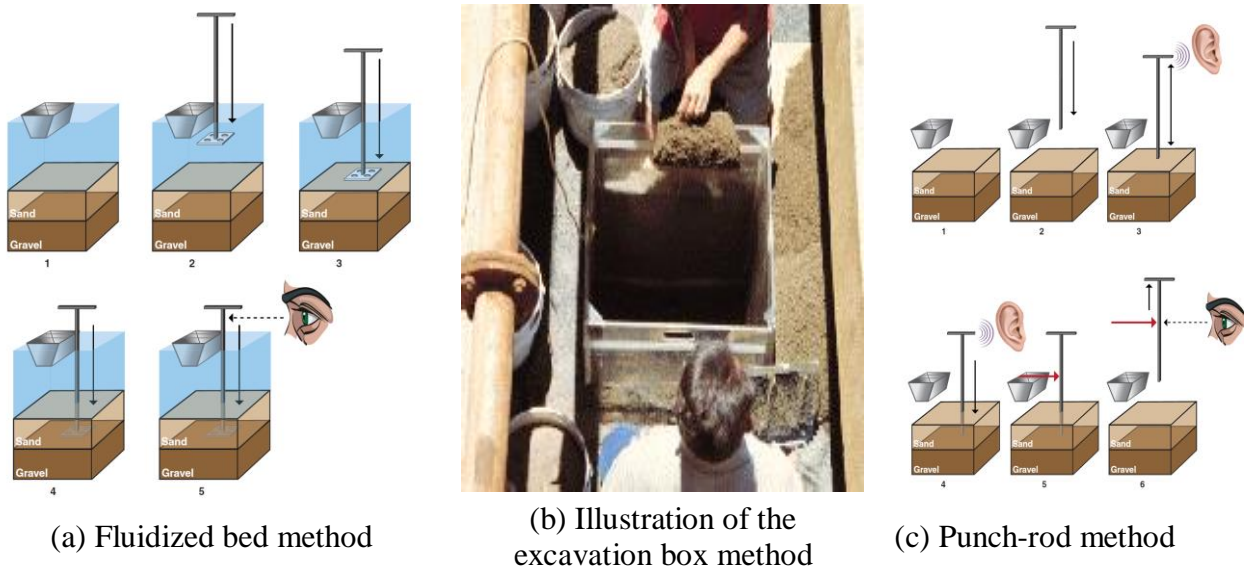 Sand
Gravel
1
Sand
Gravel
2
Sand
Gravel
3
Sand
Gravel
4
Sand
Gravel
5
(a) Fluidized bed method
(b) Illustration of the
excavation box method
Sand
Gravel
1
Sand
Gravel
2
Sand
Gravel
3
Sand
Gravel
4
Sand
Gravel
5
Sand
Gravel
6
(c) Punch-rod method